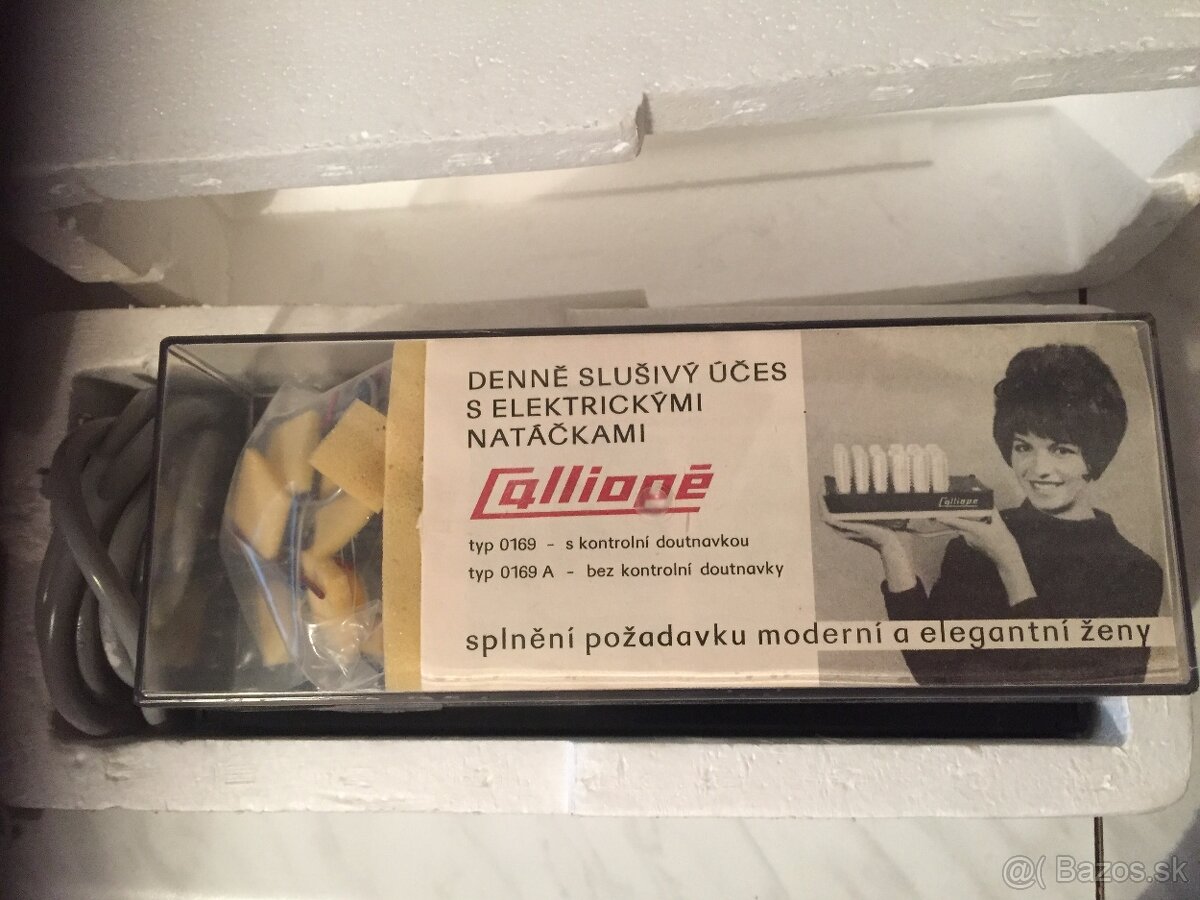 DENNĚ SLUŠIVÝ ÚČES
S ELEKTRICKÝMI
NATÁČKAMI
Calliopé
typ 0169 - s kontrolní doutnavkou
typ 0169 A - bez kontrolní doutnavky
splnění požadavku moderní a elegantní ženy
Calliope
@( Bazos.sk